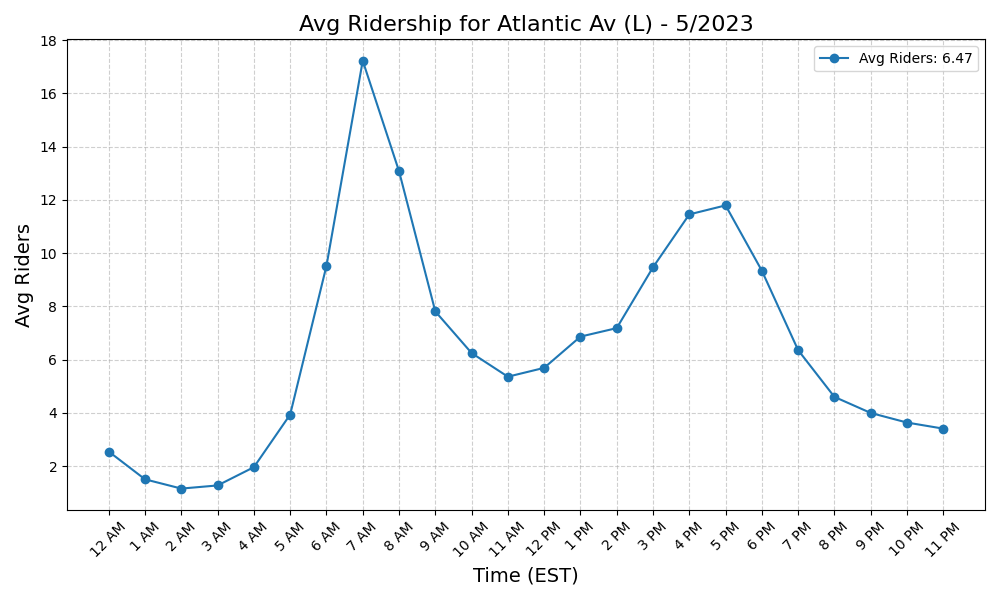 Avg Ridership for Atlantic Av (L) - 5/2023
Avg Riders: 6.47
18
16
14
12
10
8
6
4
2
Avg Riders
12 AM
1 AM
2 AM
3 AM
4 AM
5 AM
6 AM
7 AM
8 AM
9 AM
10 AM
11 AM
12 PM
1 PM
2 PM
3 PM
4 PM
5 PM
6 PM
7 PM
8 PM
9 PM
10 PM
11 PM
Time (EST)